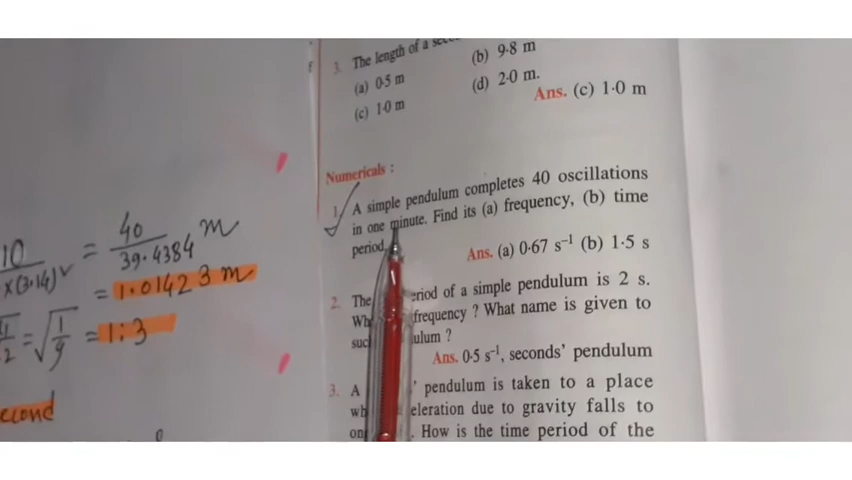 10
×(3·14)²
= 40 m
39.4384
= 1.01423 m
= √1/9 = 1:3
econd
3. The length of a
(a) 0·5 m
(b) 9·8 m
(c) 1·0 m
(d) 2·0 m.
Ans. (c) 1·0 m
Numericals :
1. A simple pendulum completes 40 oscillations
in one minute. Find its (a) frequency, (b) time
period.
Ans. (a) 0·67 s⁻¹ (b) 1·5 s
2. The eriod of a simple pendulum is 2 s.
Wh frequency ? What name is given to
suc ulum ?
Ans. 0·5 s⁻¹, seconds' pendulum
3. A ' pendulum is taken to a place
wh eleration due to gravity falls to
on . How is the time period of the